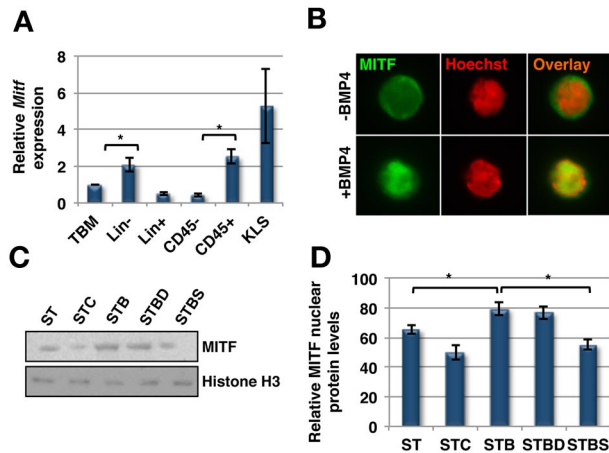 A
Relative Mitf
expression
8
6
4
2
0
*
*
TBM
Lin-
Lin+
CD45-
CD45+
KLS
B
MITF
Hoechst
Overlay
-BMP4
+BMP4
C
ST
STC
STB
STBD
STBS
MITF
Histone H3
D
Relative MITF nuclear
protein levels
100
80
60
40
20
0
*
*
ST
STC
STB
STBD
STBS